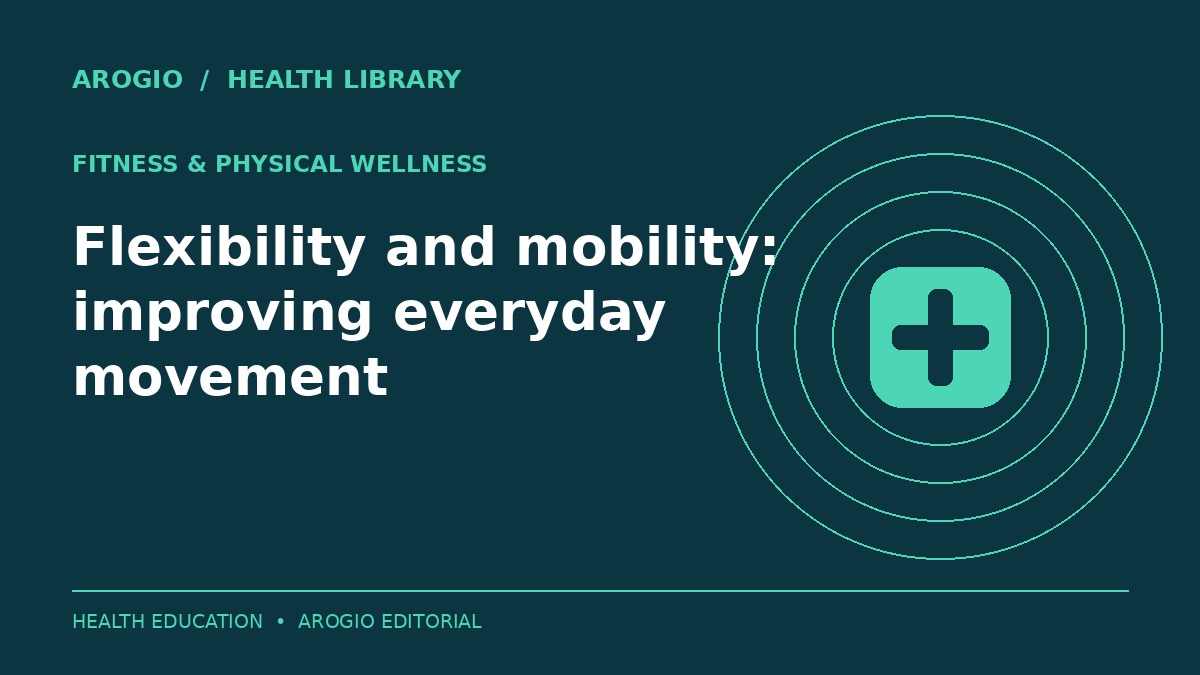 AROGIO / HEALTH LIBRARY
FITNESS & PHYSICAL WELLNESS
Flexibility and mobility:
improving everyday
movement
HEALTH EDUCATION • AROGIO EDITORIAL